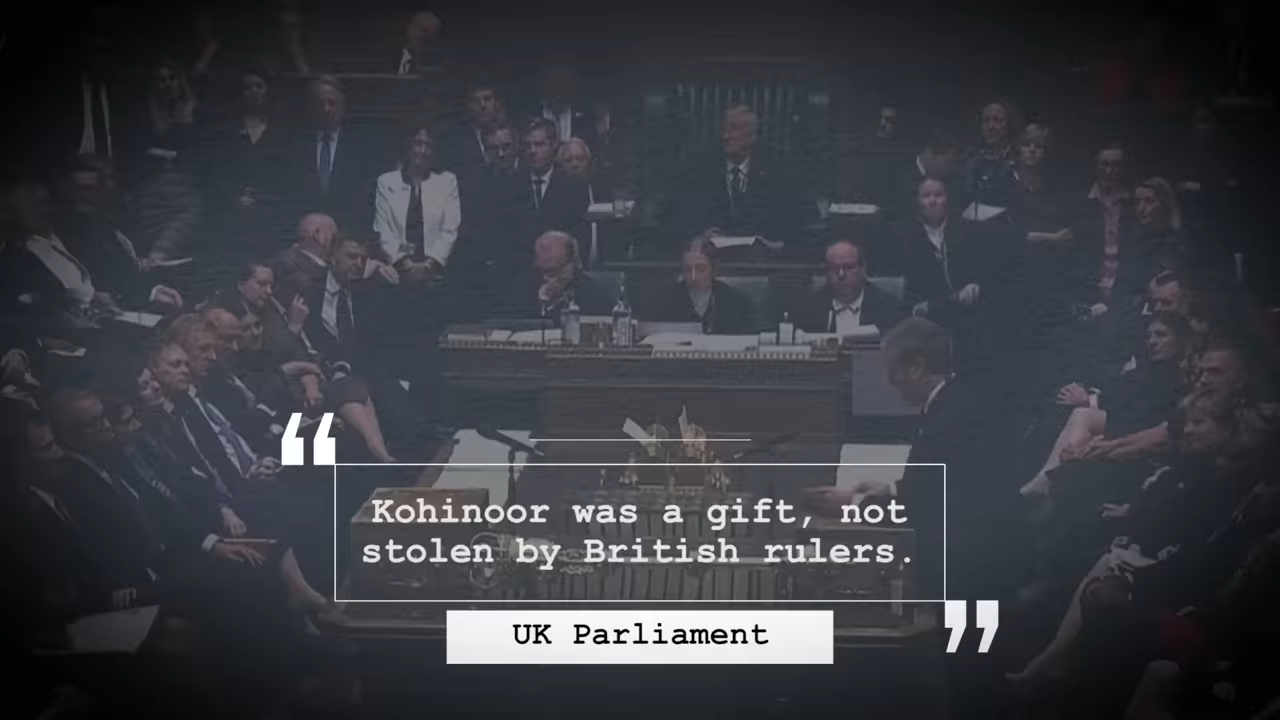 “
Kohinoor was a gift, not
stolen by British rulers.
”
UK Parliament